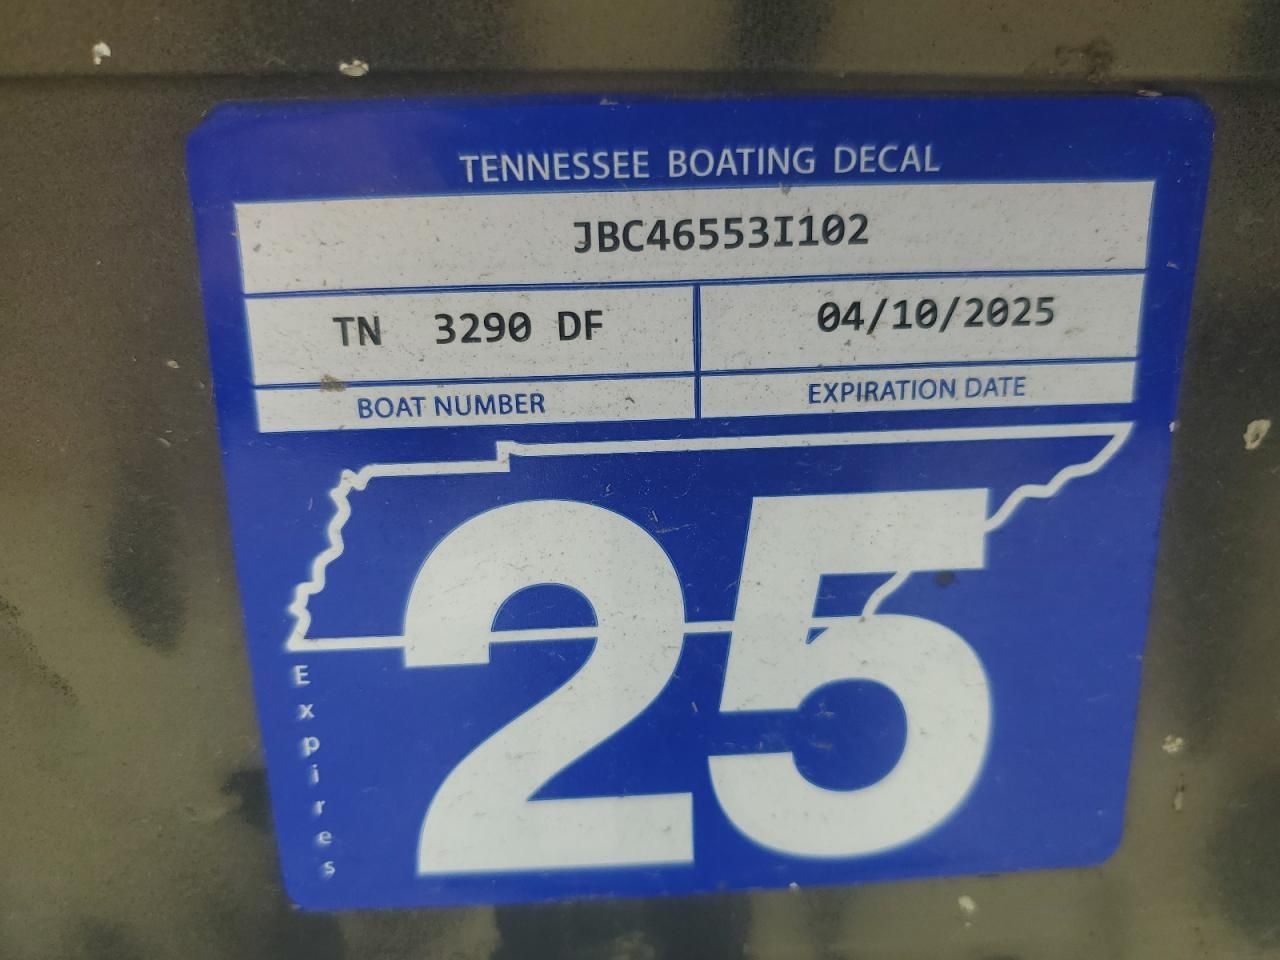 TENNESSEE BOATING DECAL
JBC46553I102
TN 3290 DF
04/10/2025
BOAT NUMBER
EXPIRATION DATE
25
Expires